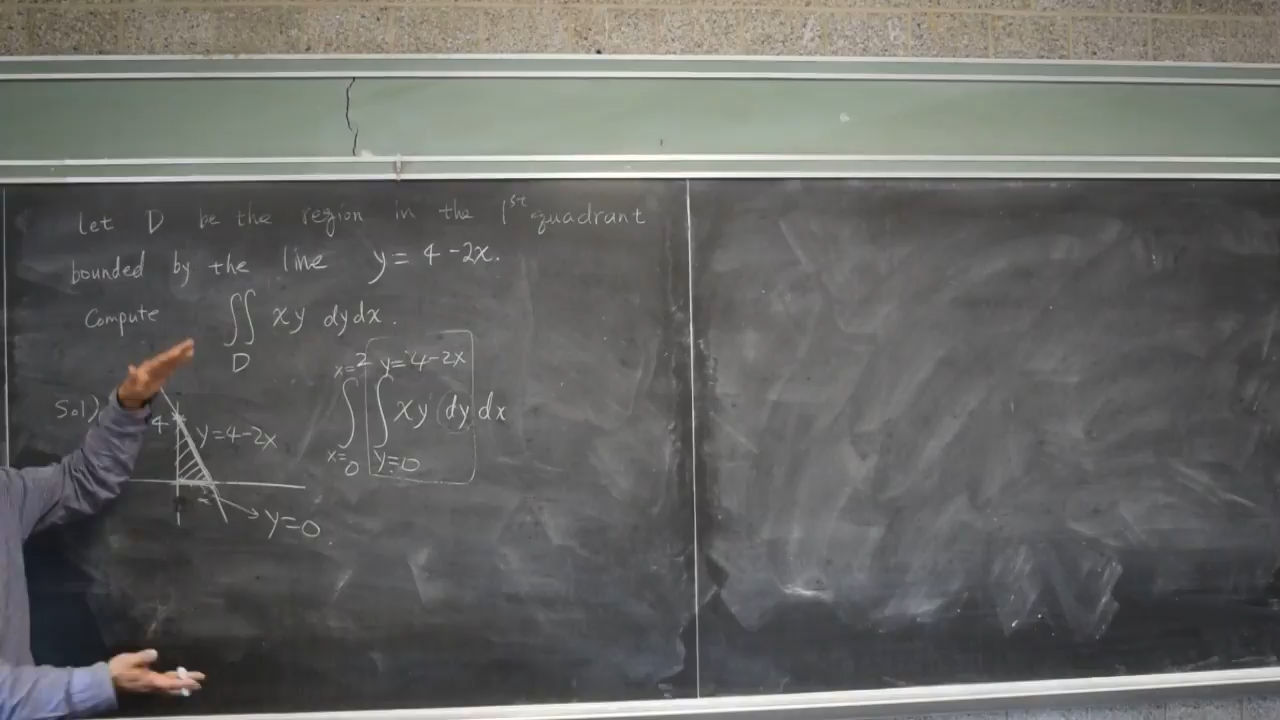 Let D be the region in the 1st quadrant
bounded by the line y = 4-2x.
Compute ∬_D xy dydx.
Sol)
4
y=4-2x
y=0
∫_{x=0}^{x=2} ∫_{y=0}^{y=4-2x} xy dy dx